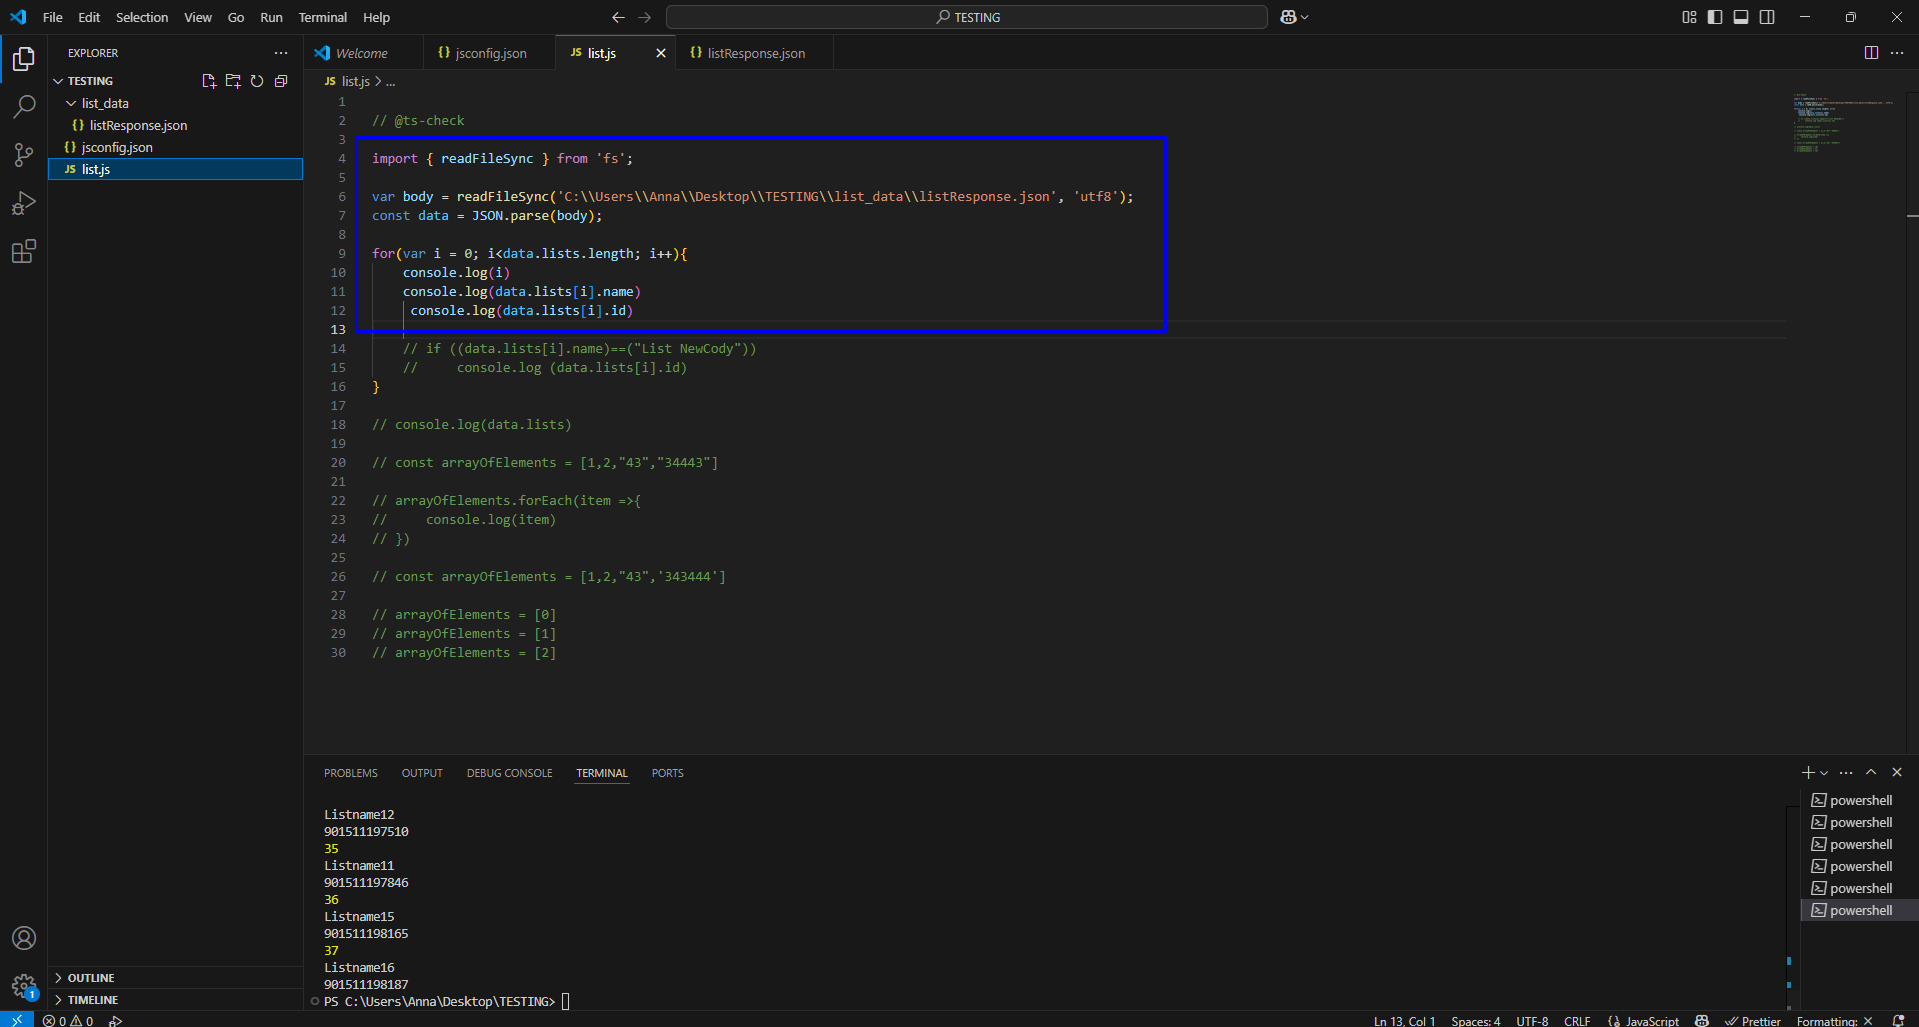 File Edit Selection View Go Run Terminal Help
TESTING
EXPLORER
TESTING
list_data
listResponse.json
jsconfig.json
list.js
OUTLINE
TIMELINE
Welcome
jsconfig.json
JS list.js
listResponse.json
JS list.js > ...
1
2 // @ts-check
3
4 import { readFileSync } from 'fs';
5
6 var body = readFileSync('C:\\Users\\Anna\\Desktop\\TESTING\\list_data\\listResponse.json', 'utf8');
7 const data = JSON.parse(body);
8
9 for(var i = 0; i<data.lists.length; i++){
10 console.log(i)
11 console.log(data.lists[i].name)
12 console.log(data.lists[i].id)
13
14 // if ((data.lists[i].name)==("List NewCody"))
15 // console.log (data.lists[i].id)
16 }
17
18 // console.log(data.lists)
19
20 // const arrayOfElements = [1,2,"43","34443"]
21
22 // arrayOfElements.forEach(item =>{
23 // console.log(item)
24 // })
25
26 // const arrayOfElements = [1,2,"43",'343444']
27
28 // arrayOfElements = [0]
29 // arrayOfElements = [1]
30 // arrayOfElements = [2]
PROBLEMS OUTPUT DEBUG CONSOLE TERMINAL PORTS
Listname12
901511197510
35
Listname11
901511197846
36
Listname15
901511198165
37
Listname16
901511198187
PS C:\Users\Anna\Desktop\TESTING>
powershell
powershell
powershell
powershell
powershell
powershell
1
0 0
Ln 13, Col 1 Spaces: 4 UTF-8 CRLF {} JavaScript Prettier Formatting: ×